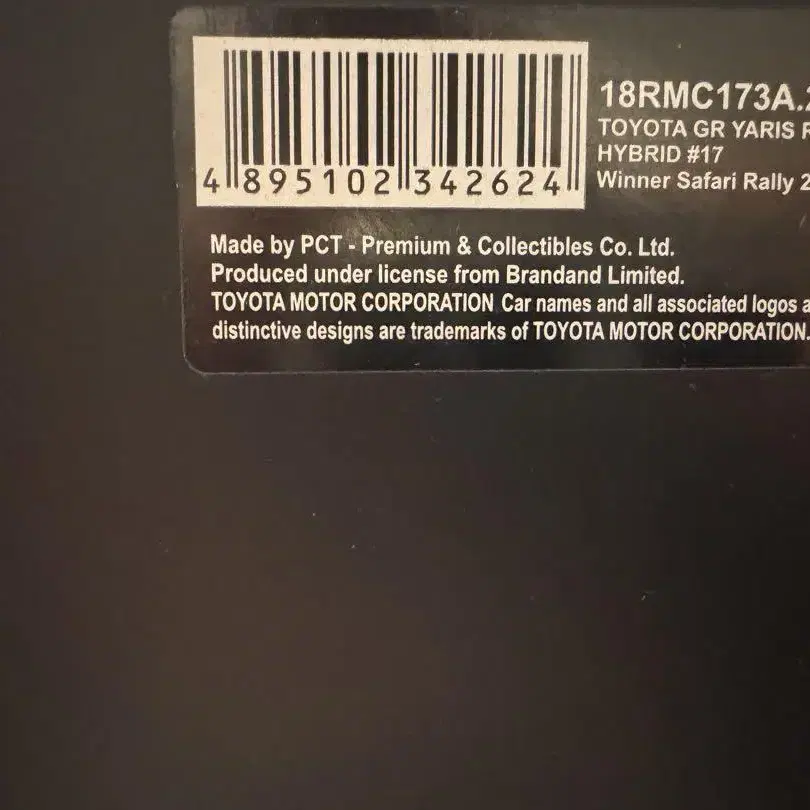 4 895102 342624
18RMC173A.
TOYOTA GR YARIS
HYBRID #17
Winner Safari Rally
Made by PCT - Premium & Collectibles Co. Ltd.
Produced under license from Brandand Limited.
TOYOTA MOTOR CORPORATION Car names and all associated logos
distinctive designs are trademarks of TOYOTA MOTOR CORPORATION.